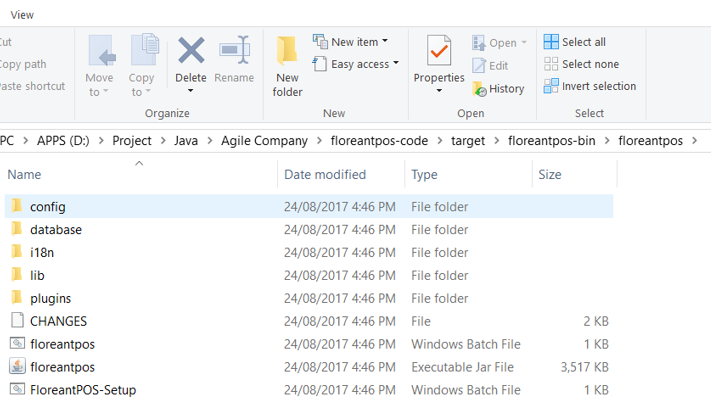 View
Cut
New item
Open
Select all
Copy path
Easy access
Edit
Select none
Paste shortcut
Move to
Copy to
Delete
Rename
New folder
Properties
History
Invert selection
Organize
New
Open
Select
PC > APPS (D:) > Project > Java > Agile Company > floreantpos-code > target > floreantpos-bin > floreantpos >
Name Date modified Type Size
config 24/08/2017 4:46 PM File folder
database 24/08/2017 4:46 PM File folder
i18n 24/08/2017 4:46 PM File folder
lib 24/08/2017 4:46 PM File folder
plugins 24/08/2017 4:46 PM File folder
CHANGES 24/08/2017 4:46 PM File 2 KB
floreantpos 24/08/2017 4:46 PM Windows Batch File 1 KB
floreantpos 24/08/2017 4:46 PM Executable Jar File 3,517 KB
FloreantPOS-Setup 24/08/2017 4:46 PM Windows Batch File 1 KB